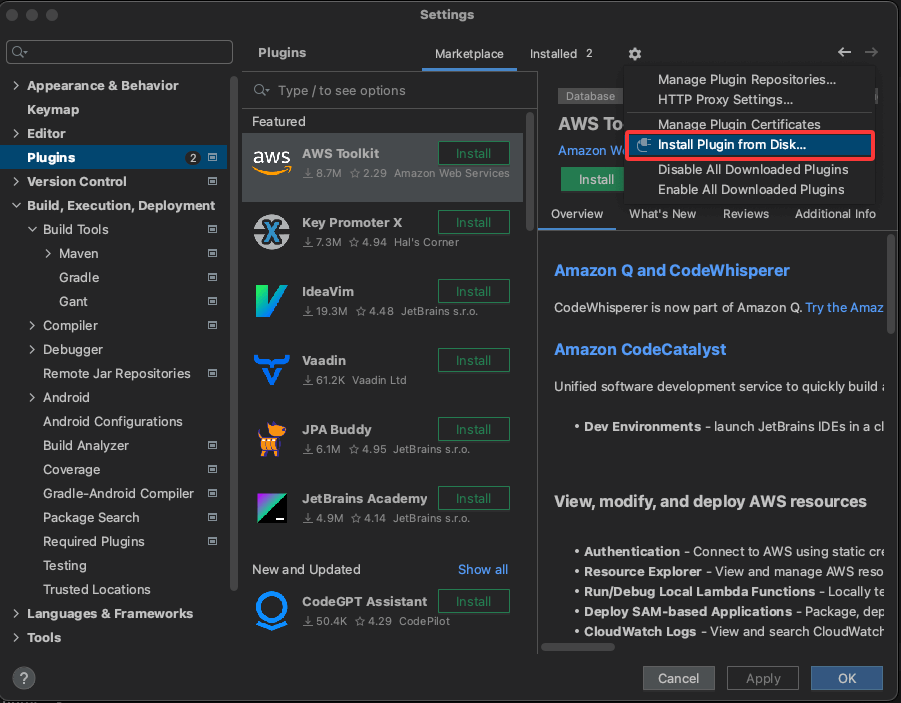 Settings
Appearance & Behavior
Keymap
Editor
Plugins 2
Version Control
Build, Execution, Deployment
Build Tools
Maven
Gradle
Gant
Compiler
Debugger
Remote Jar Repositories
Android
Android Configurations
Build Analyzer
Coverage
Gradle-Android Compiler
Package Search
Required Plugins
Testing
Trusted Locations
Languages & Frameworks
Tools
?
Plugins
Marketplace
Installed 2
Type / to see options
Featured
aws
AWS Toolkit
Install
8.7M 2.29 Amazon Web Services
Key Promoter X
Install
7.3M 4.94 Hal's Corner
IdeaVim
Install
19.3M 4.48 JetBrains s.r.o.
Vaadin
Install
61.2K Vaadin Ltd
JPA Buddy
Install
6.1M 4.95 JetBrains s.r.o.
JetBrains Academy
Install
4.9M 4.14 JetBrains s.r.o.
New and Updated
Show all
CodeGPT Assistant
Install
50.4K 4.29 CodePilot
Manage Plugin Repositories...
HTTP Proxy Settings...
Manage Plugin Certificates
Install Plugin from Disk...
Disable All Downloaded Plugins
Enable All Downloaded Plugins
Database
AWS To
Amazon W
Install
Overview
What's New
Reviews
Additional Info
Amazon Q and CodeWhisperer
CodeWhisperer is now part of Amazon Q. Try the Amaz
Amazon CodeCatalyst
Unified software development service to quickly build
• Dev Environments – launch JetBrains IDEs in a cl
View, modify, and deploy AWS resources
• Authentication – Connect to AWS using static cre
• Resource Explorer – View and manage AWS reso
• Run/Debug Local Lambda Functions – Locally te
• Deploy SAM-based Applications – Package, dep
• CloudWatch Logs – View and search CloudWatch
Cancel
Apply
OK